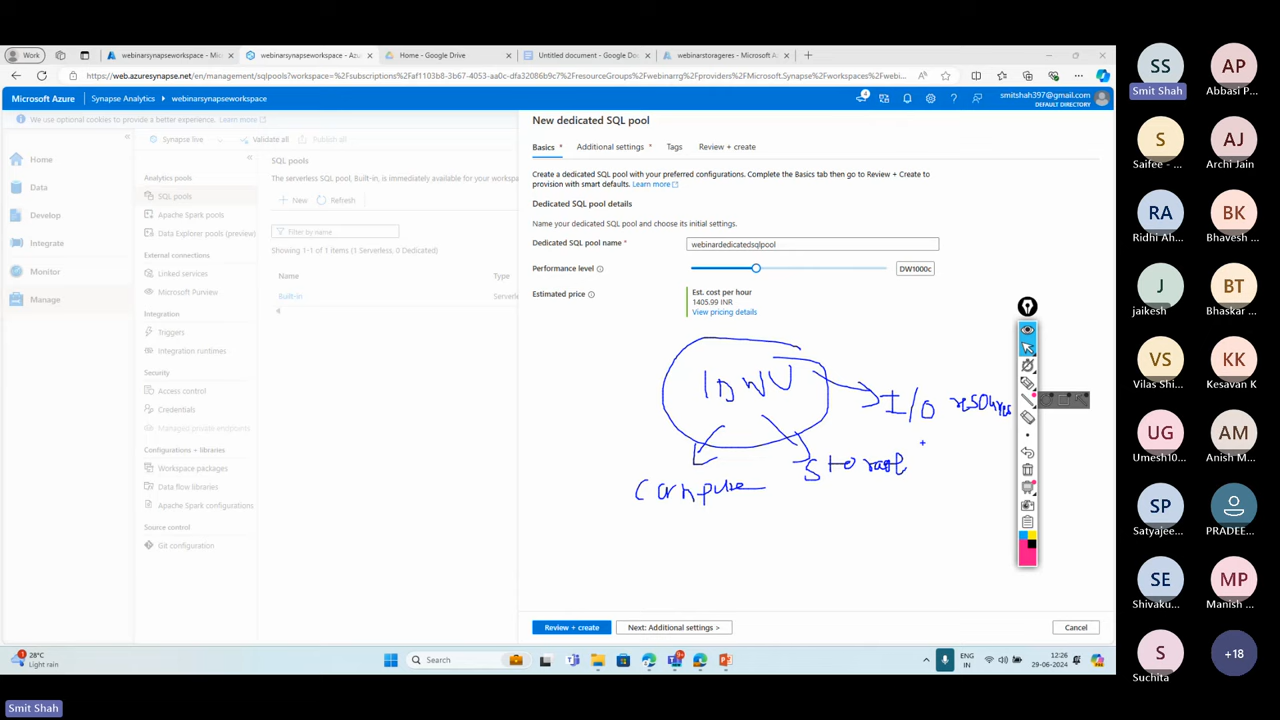 Work
webinarsynapseworkspace - Mic
webinarsynapseworkspace - Azu
Home - Google Drive
Untitled document - Google Do
webinarstorageres - Microsoft A
https://web.azuresynapse.net/en/management/sqlpools?workspace=%2Fsubscriptions%2Faf1103b8-3b67-4053-aa0c-dfa32086b9c7%2FresourceGroups%2Fwebinarrg%2Fproviders%2FMicrosoft.Synapse%2Fworkspaces%2Fwebi...
Microsoft Azure
Synapse Analytics
webinarsynapseworkspace
4
smitshah397@gmail.com
DEFAULT DIRECTORY
We use optional cookies to provide a better experience. Learn more
Synapse live
Validate all
Publish all
Home
Data
Develop
Integrate
Monitor
Manage
Analytics pools
SQL pools
Apache Spark pools
Data Explorer pools (preview)
External connections
Linked services
Microsoft Purview
Integration
Triggers
Integration runtimes
Security
Access control
Credentials
Managed private endpoints
Configurations + libraries
Workspace packages
Data flow libraries
Apache Spark configurations
Source control
Git configuration
SQL pools
The serverless SQL pool, Built-in, is immediately available for your workspa
New
Refresh
Filter by name
Showing 1-1 of 1 items (1 Serverless, 0 Dedicated)
Name
Type
Built-in
Serverle
New dedicated SQL pool
Basics *
Additional settings *
Tags
Review + create
Create a dedicated SQL pool with your preferred configurations. Complete the Basics tab then go to Review + Create to
provision with smart defaults. Learn more
Dedicated SQL pool details
Name your dedicated SQL pool and choose its initial settings.
Dedicated SQL pool name *
webinardedicatedsqlpool
Performance level
DW1000c
Estimated price
Est. cost per hour
1405.99 INR
View pricing details
1DWU
I/O resources
Storage
Compute
Review + create
Next: Additional settings >
Cancel
1
28°C
Light rain
Search
ENG
IN
12:26
29-06-2024
SS
Smit Shah
AP
Abbasi P...
S
Saifee - ...
AJ
Archi Jain
RA
Ridhi Ah...
BK
Bhavesh ...
J
jaikesh
BT
Bhaskar ...
VS
Vilas Shi...
KK
Kesavan K
UG
Umesh10...
AM
Anish M...
SP
Satyajee...
PRADEE...
SE
Shivaku...
MP
Manish ...
S
Suchita
+18
Smit Shah